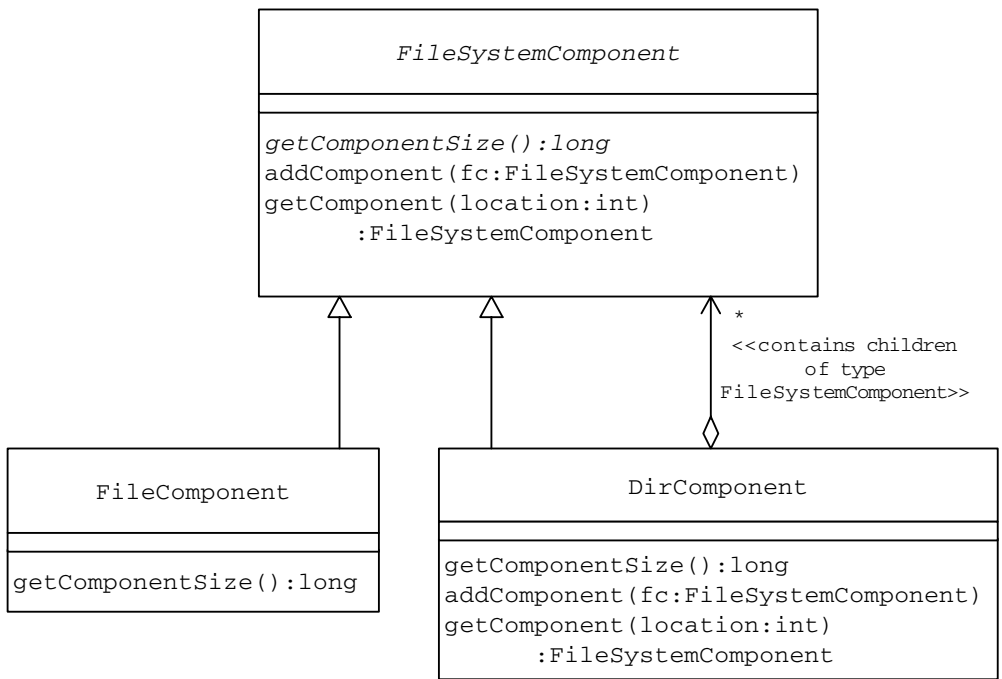 FileSystemComponent
getComponentSize():long
addComponent(fc:FileSystemComponent)
getComponent(location:int)
:FileSystemComponent
*
<<contains children
of type
FileSystemComponent>>
FileComponent
getComponentSize():long
DirComponent
getComponentSize():long
addComponent(fc:FileSystemComponent)
getComponent(location:int)
:FileSystemComponent